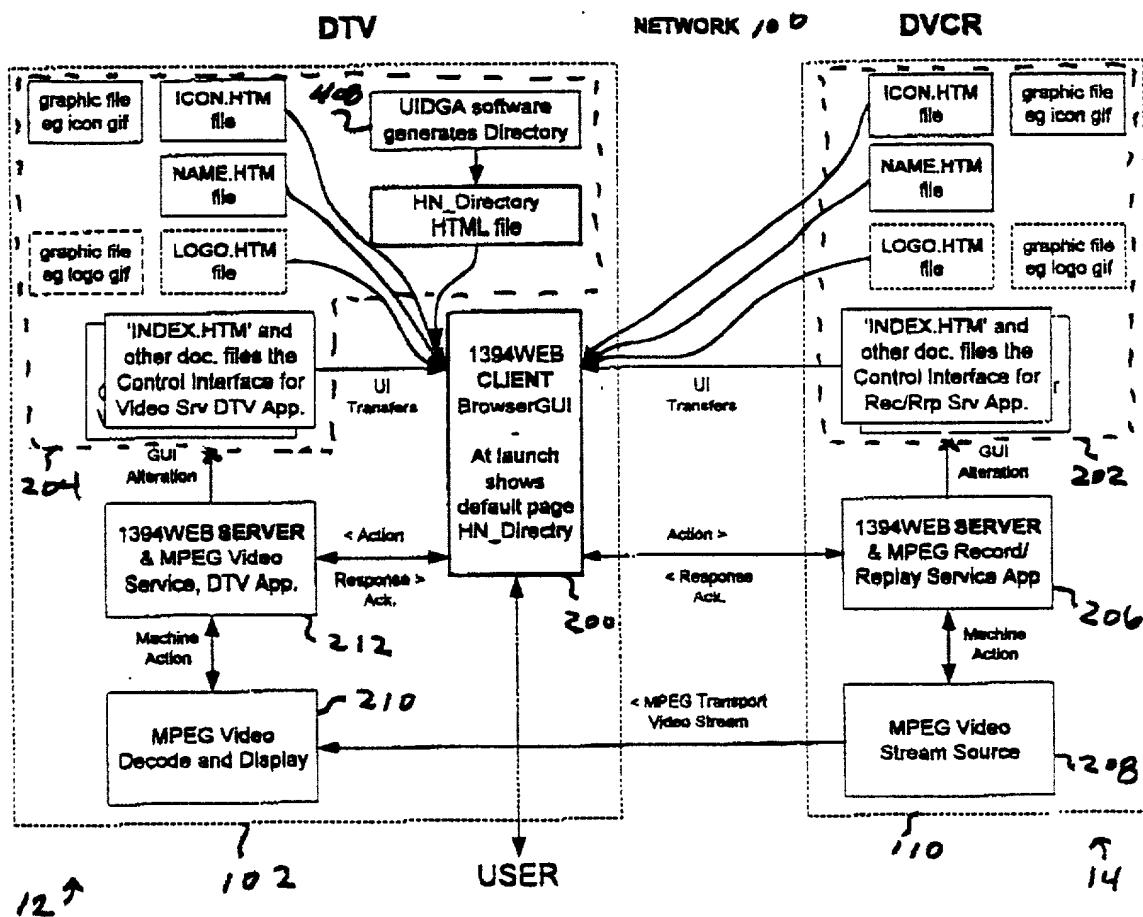 DTV
NETWORK 100
DVCR
graphic file
eg icon gif
ICON.HTM
file
408
UIDGA software
generates Directory
NAME.HTM
file
HN_Directory
HTML file
graphic file
eg logo gif
LOGO.HTM
file
'INDEX.HTM' and
other doc. files the
Control Interface for
Video Srv DTV App.
UI
Transfers
1394WEB
CLIENT
BrowserGUI
-
At launch
shows
default page
HN_Directry
ICON.HTM
file
graphic file
eg icon gif
NAME.HTM
file
LOGO.HTM
file
graphic file
eg logo gif
UI
Transfers
'INDEX.HTM' and
other doc. files the
Control Interface for
Rec/Rrp Srv App.
r
204
GUI
Alteration
GUI
Alteration
202
1394WEB SERVER
& MPEG Video
Service, DTV App.
< Action
Response >
Ack.
Action >
< Response
Ack.
1394WEB SERVER
& MPEG Record/
Replay Service App
212
200
206
Machine
Action
Machine
Action
210
MPEG Video
Decode and Display
< MPEG Transport
Video Stream
MPEG Video
Stream Source
208
102
USER
110
12
14